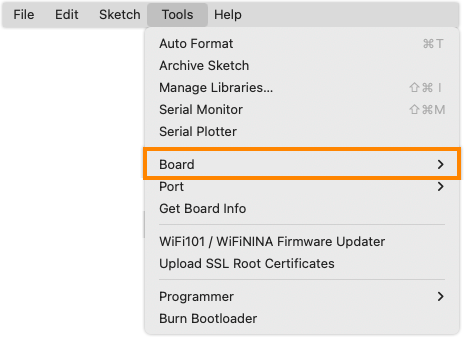 File Edit Sketch Tools Help
Auto Format ⌘T
Archive Sketch
Manage Libraries... ⇧⌘ I
Serial Monitor ⇧⌘M
Serial Plotter
Board
Port
Get Board Info
WiFi101 / WiFiNINA Firmware Updater
Upload SSL Root Certificates
Programmer
Burn Bootloader